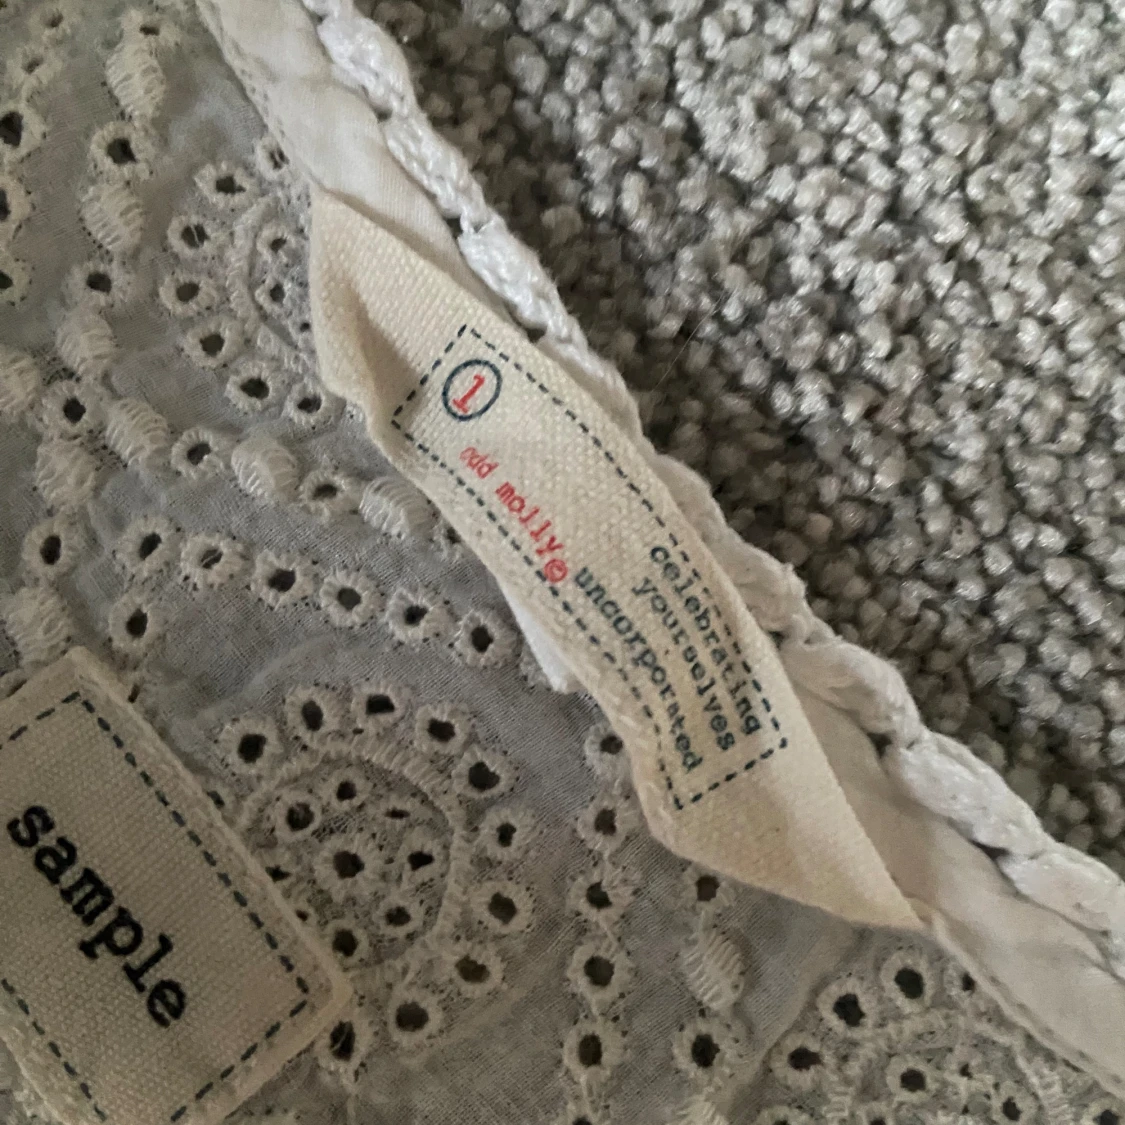 1
odd molly©
celebrating
yourselves
uncorporated
sample